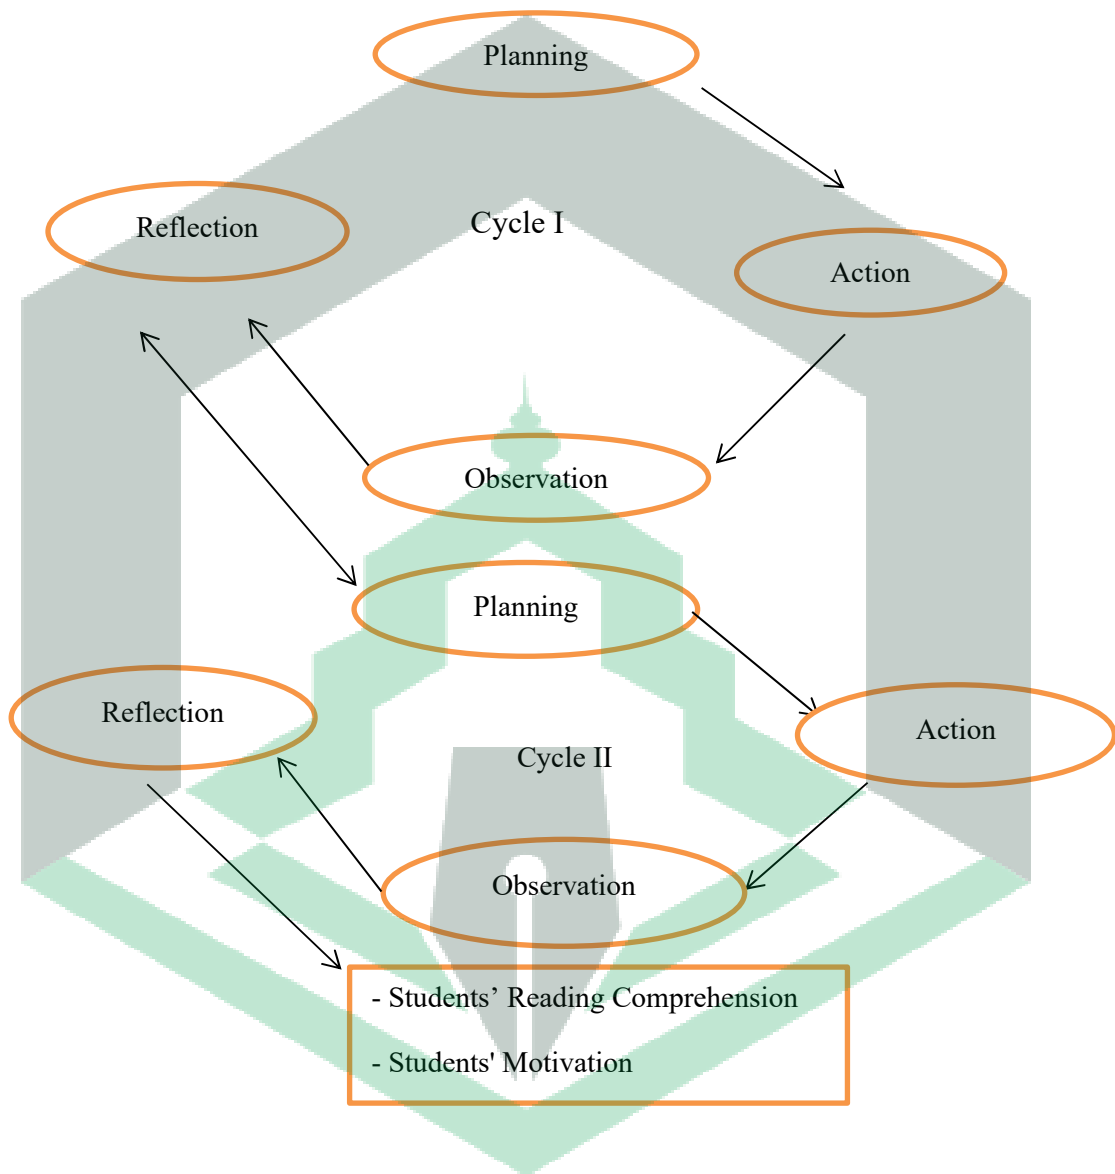 Planning
Reflection
Cycle I
Action
Observation
Planning
Reflection
Action
Cycle II
Observation
- Students’ Reading Comprehension
- Students' Motivation